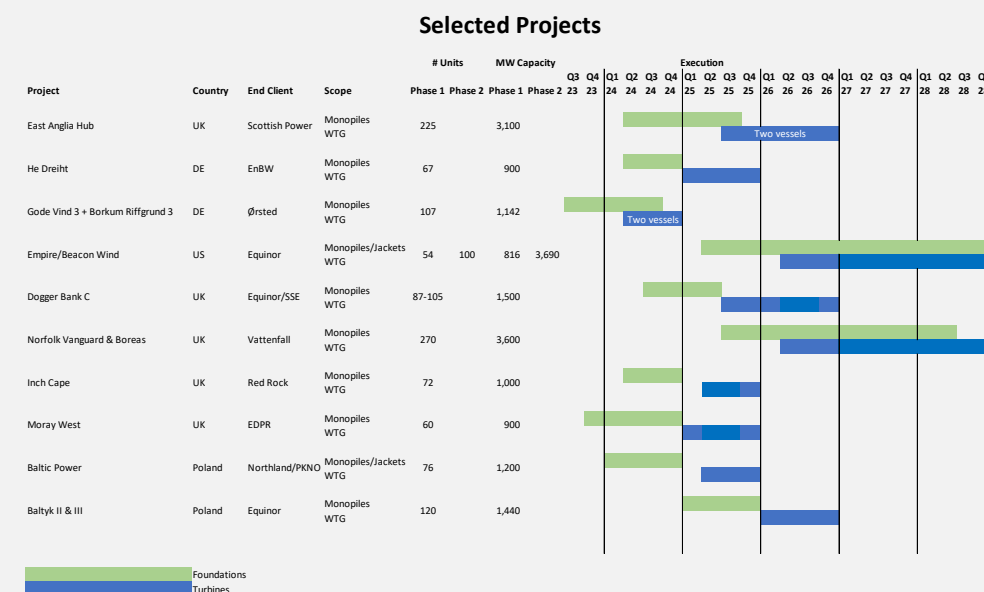 Selected Projects
# Units MW Capacity Execution
Q3 Q4 Q1 Q2 Q3 Q4 Q1 Q2 Q3 Q4 Q1 Q2 Q3 Q4 Q1 Q2 Q3 Q4 Q1 Q2 Q3
Project Country End Client Scope Phase 1 Phase 2 Phase 1 Phase 2 23 23 24 24 24 24 25 25 25 25 26 26 26 26 27 27 27 27 28 28 28
East Anglia Hub UK Scottish Power Monopiles 225 3,100
WTG Two vessels
He Dreiht DE EnBW Monopiles 67 900
WTG
Gode Vind 3 + Borkum Riffgrund 3 DE Ørsted Monopiles 107 1,142
WTG Two vessels
Empire/Beacon Wind US Equinor Monopiles/Jackets 54 100 816 3,690
WTG
Dogger Bank C UK Equinor/SSE Monopiles 87-105 1,500
WTG
Norfolk Vanguard & Boreas UK Vattenfall Monopiles 270 3,600
WTG
Inch Cape UK Red Rock Monopiles 72 1,000
WTG
Moray West UK EDPR Monopiles 60 900
WTG
Baltic Power Poland Northland/PKNO Monopiles/Jackets 76 1,200
WTG
Baltyk II & III Poland Equinor Monopiles 120 1,440
WTG
Foundations
Turbines